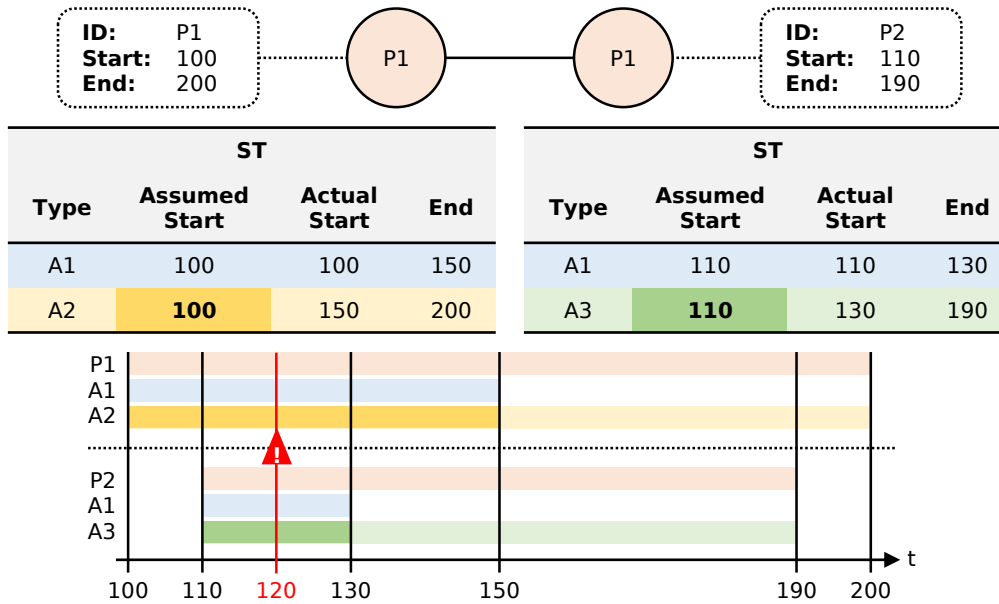 ID: P1
Start: 100
End: 200
P1
P1
ID: P2
Start: 110
End: 190
ST
Type Assumed Start Actual Start End
A1 100 100 150
A2 100 150 200
ST
Type Assumed Start Actual Start End
A1 110 110 130
A3 110 130 190
P1
A1
A2
!
P2
A1
A3
t
100 110 120 130 150 190 200